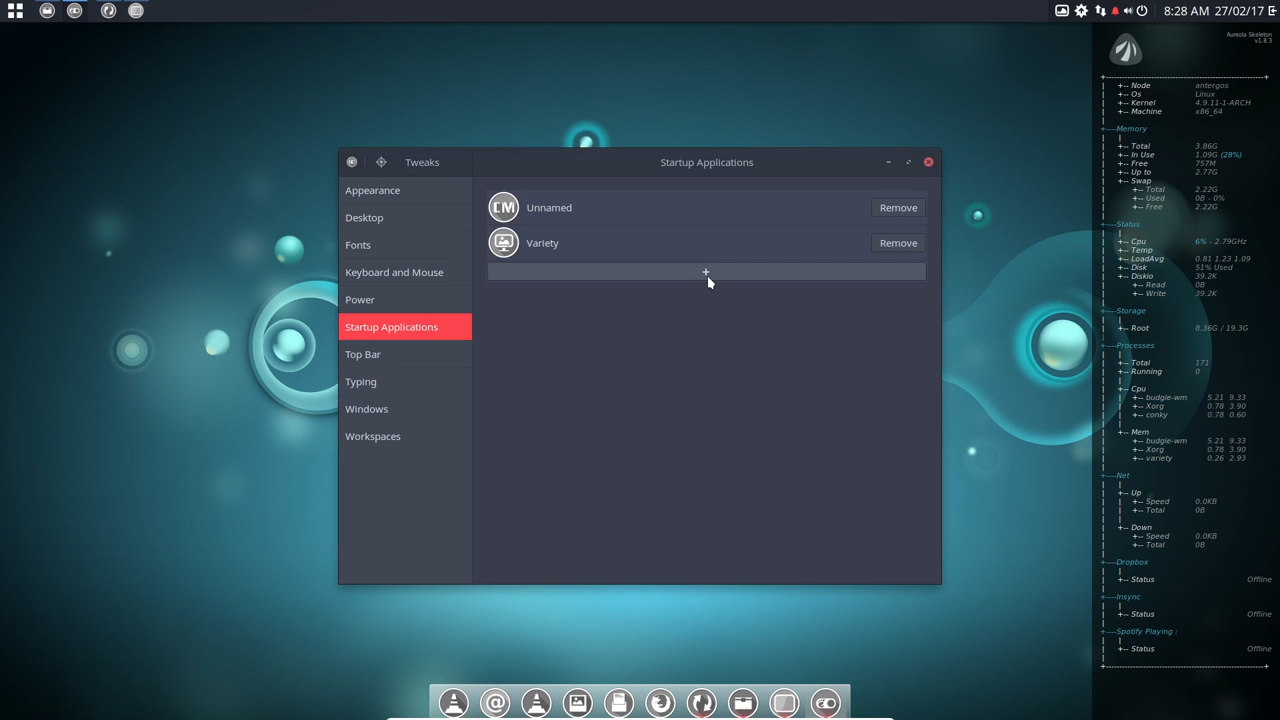 8:28 AM 27/02/17
Aureola Skeleton
v1.8.3
Tweaks
Startup Applications
Appearance
Desktop
Fonts
Keyboard and Mouse
Power
Startup Applications
Top Bar
Typing
Windows
Workspaces
CM Unnamed Remove
Variety Remove
+
+-- Node antergos
+-- Os Linux
+-- Kernel 4.9.11-1-ARCH
+-- Machine x86_64
+----Memory
+-- Total 3.86G
+-- In Use 1.09G (28%)
+-- Free 757M
+-- Up to 2.77G
+-- Swap
+-- Total 2.22G
+-- Used 0B - 0%
+-- Free 2.22G
+----Status
+-- Cpu 6% - 2.79GHz
+-- Temp
+-- LoadAvg 0.81 1.23 1.09
+-- Disk 51% Used
+-- Diskio 39.2K
+-- Read 0B
+-- Write 39.2K
+----Storage
+-- Root 8.36G / 19.3G
+----Processes
+-- Total 171
+-- Running 0
+-- Cpu
+-- budgie-wm 5.21 9.33
+-- Xorg 0.78 3.90
+-- conky 0.78 0.60
+-- Mem
+-- budgie-wm 5.21 9.33
+-- Xorg 0.78 3.90
+-- variety 0.26 2.93
+----Net
+-- Up
+-- Speed 0.0KB
+-- Total 0B
+-- Down
+-- Speed 0.0KB
+-- Total 0B
+----Dropbox
+-- Status Offline
+----Insync
+-- Status Offline
+----Spotify Playing :
+-- Status Offline